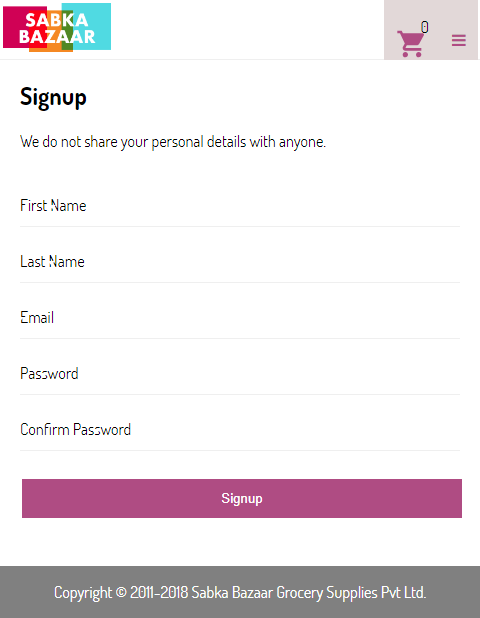 SABKA
BAZAAR
0
Signup
We do not share your personal details with anyone.
First Name
Last Name
Email
Password
Confirm Password
Signup
Copyright © 2011-2018 Sabka Bazaar Grocery Supplies Pvt Ltd.